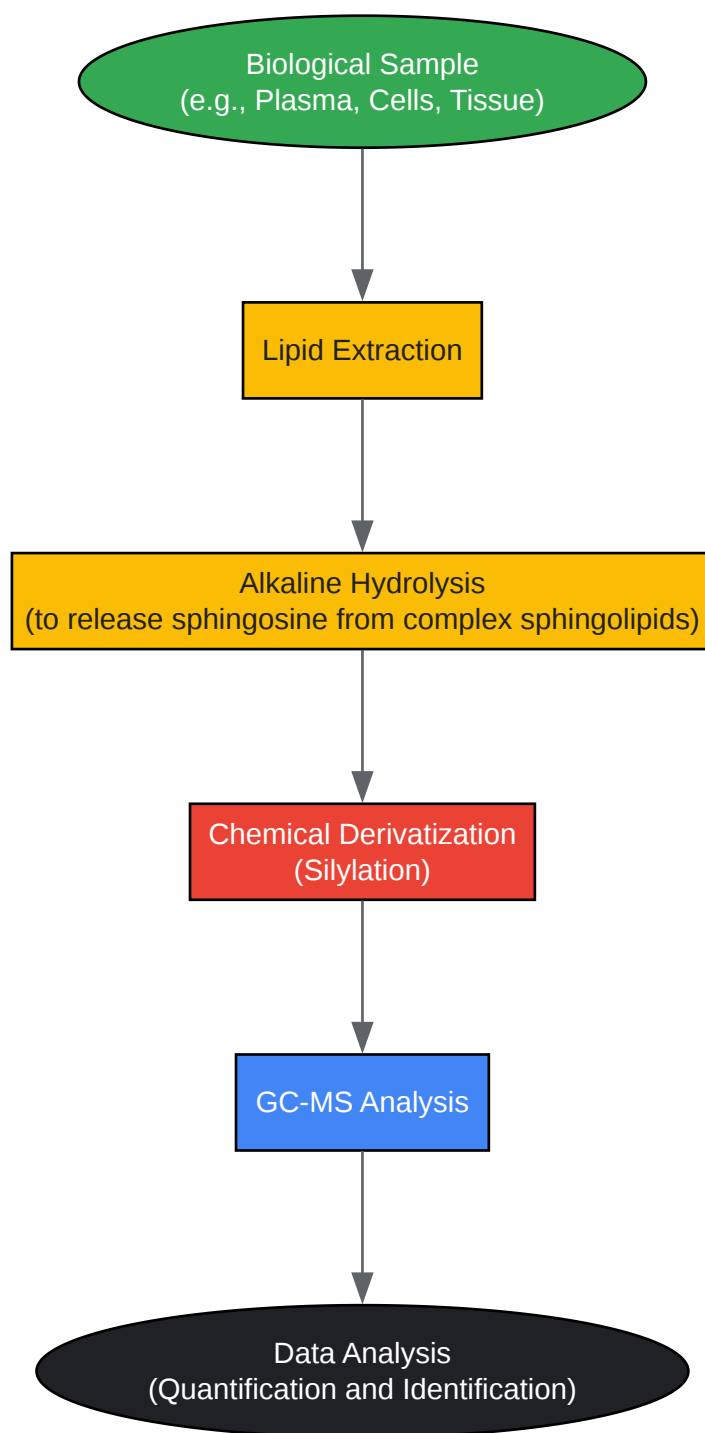 Biological Sample
(e.g., Plasma, Cells, Tissue)
Lipid Extraction
Alkaline Hydrolysis
(to release sphingosine from complex sphingolipids)
Chemical Derivatization
(Silylation)
GC-MS Analysis
Data Analysis
(Quantification and Identification)